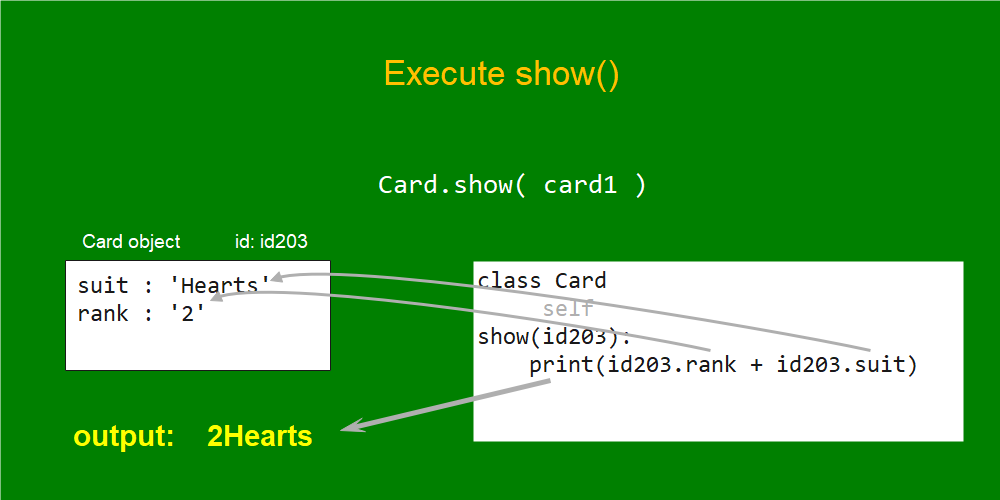 Execute show()
Card.show( card1 )
Card object id: id203
suit : 'Hearts'
rank : '2'
class Card
self
show(id203):
print(id203.rank + id203.suit)
output: 2Hearts